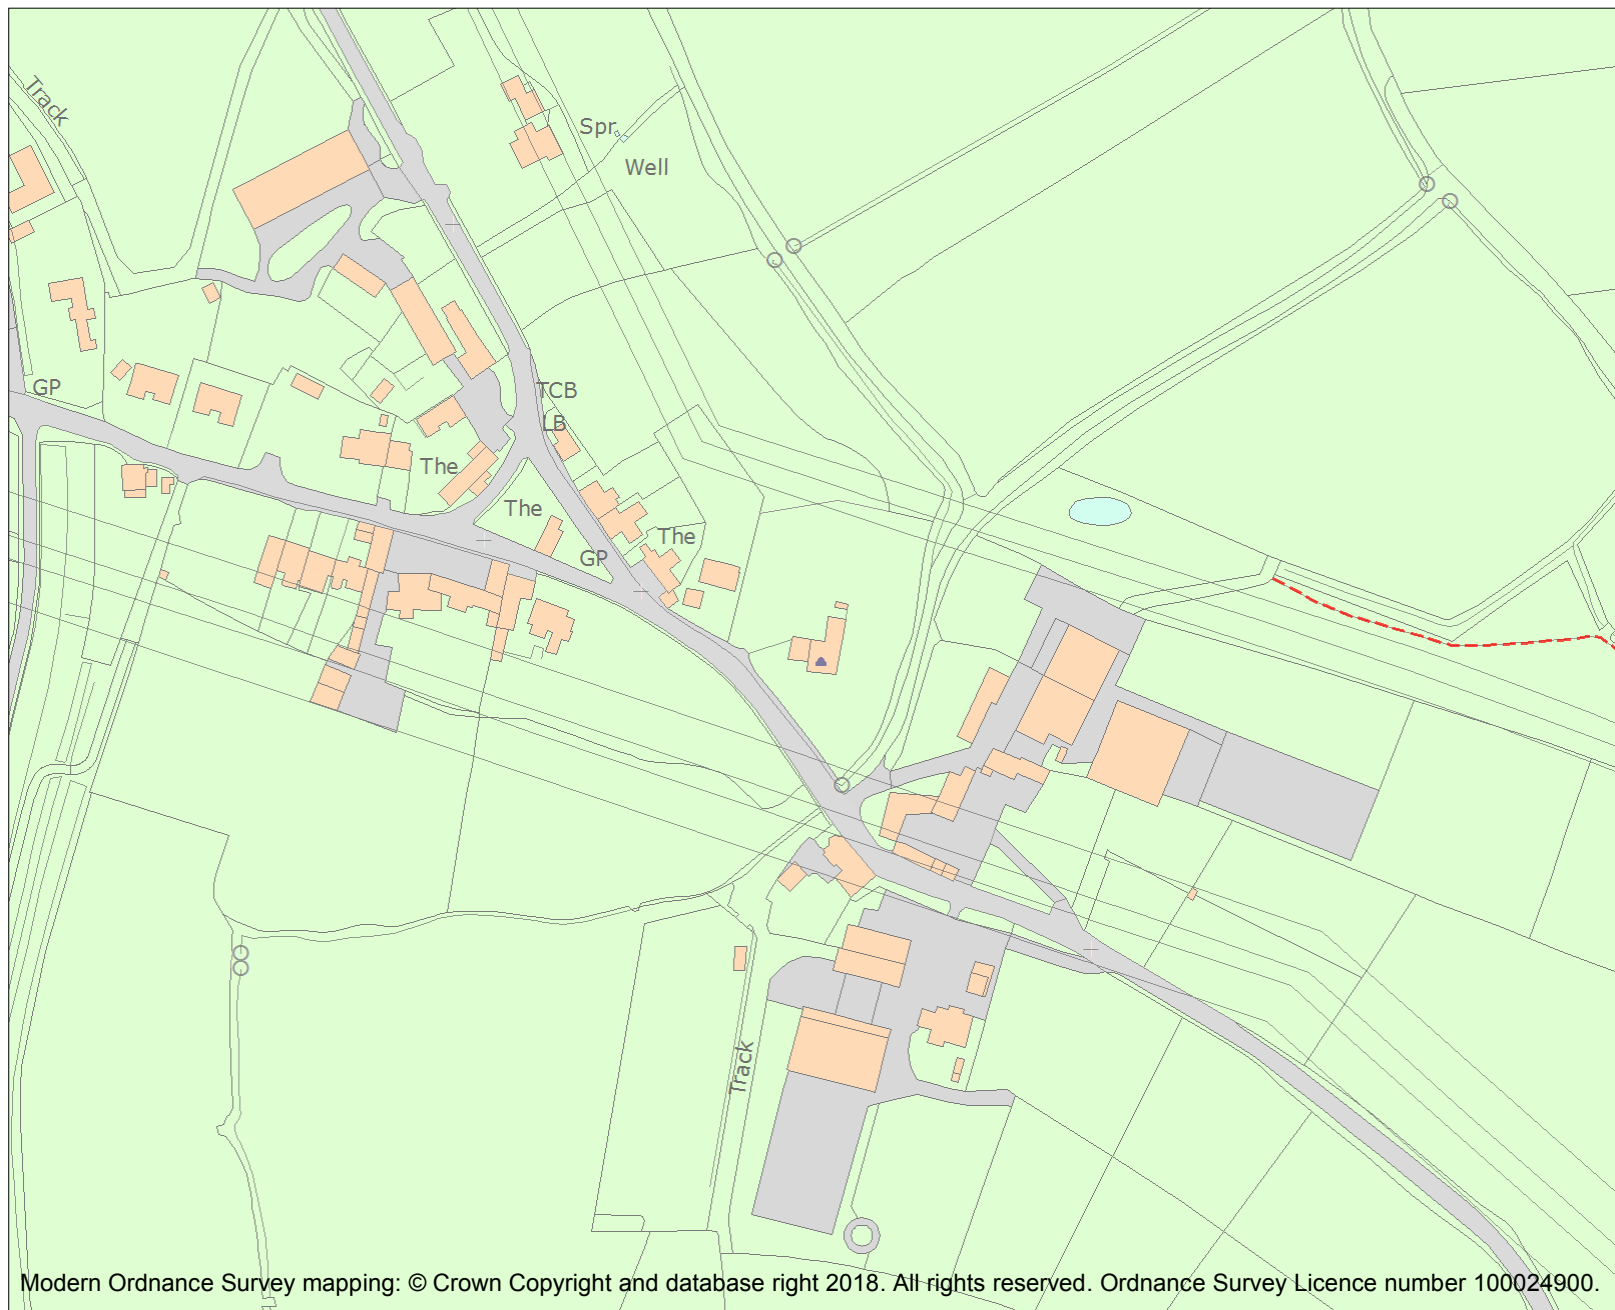 Track
Spr
Well
GP
TCB
LB
The
The
The
GP
Track
Modern Ordnance Survey mapping: © Crown Copyright and database right 2018. All rights reserved. Ordnance Survey Licence number 100024900.